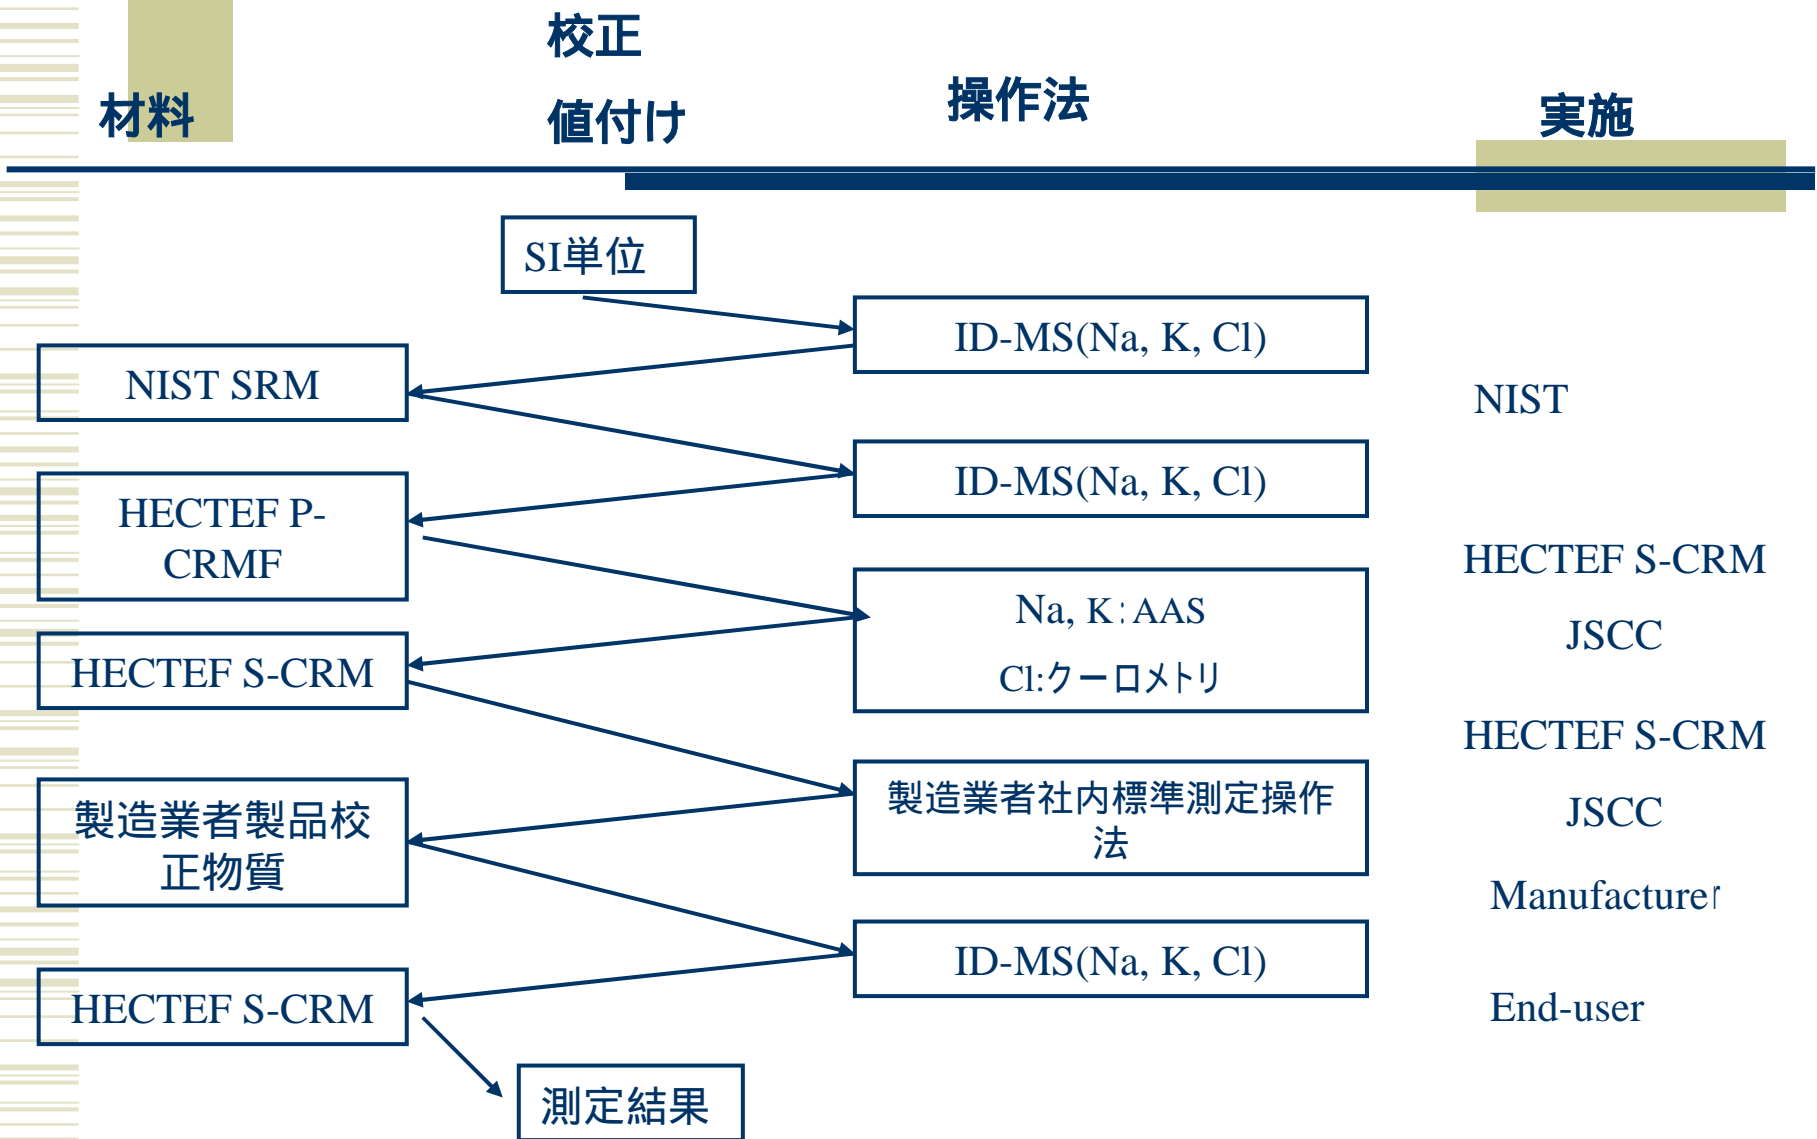 校正
材料
値付け
操作法
実施
SI単位
ID-MS(Na, K, Cl)
NIST SRM
NIST
ID-MS(Na, K, Cl)
HECTEF P-
CRMF
HECTEF S-CRM
Na, K:AAS
Cl:クーロメトリ
JSCC
HECTEF S-CRM
HECTEF S-CRM
製造業者製品校
正物質
製造業者社内標準測定操作
法
JSCC
Manufacturer
ID-MS(Na, K, Cl)
HECTEF S-CRM
End-user
測定結果